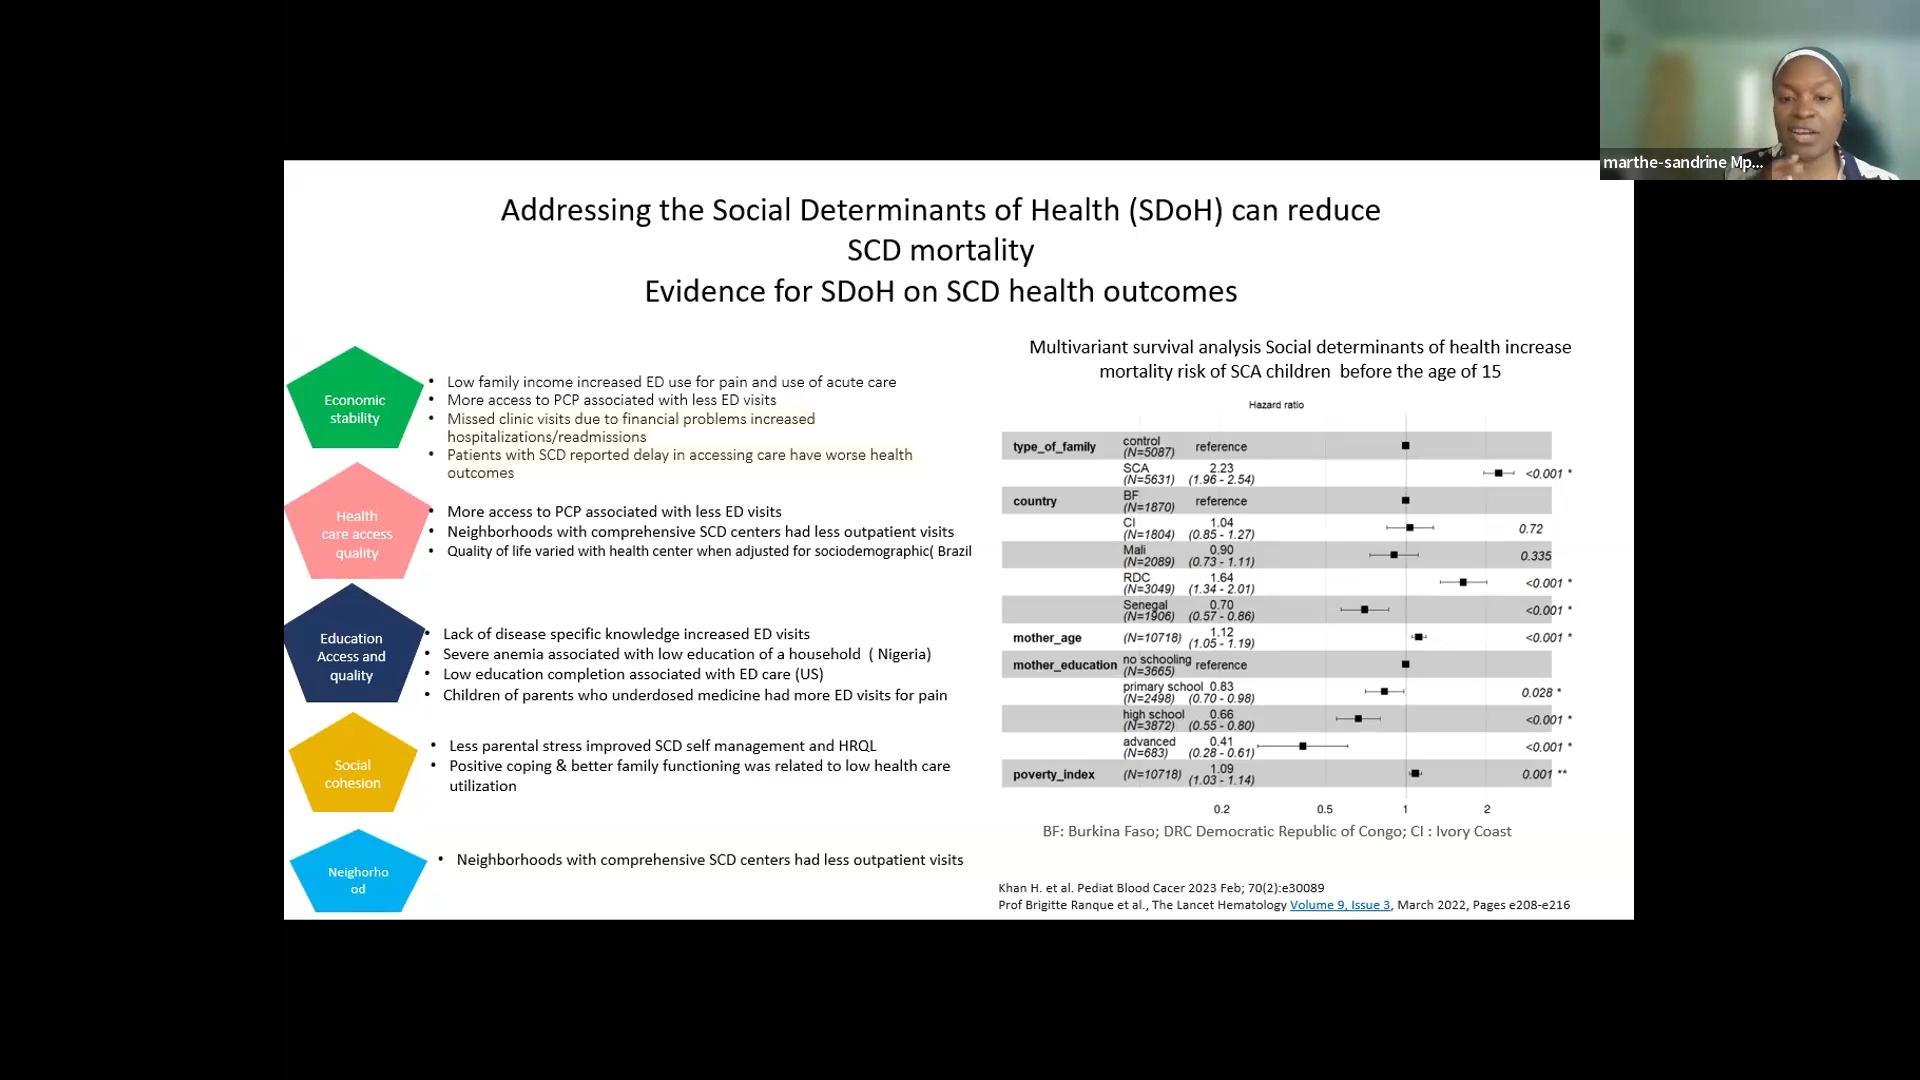 marthe-sandrine Mp...
Addressing the Social Determinants of Health (SDoH) can reduce
SCD mortality
Evidence for SDoH on SCD health outcomes
Economic
stability
• Low family income increased ED use for pain and use of acute care
• More access to PCP associated with less ED visits
• Missed clinic visits due to financial problems increased
hospitalizations/readmissions
• Patients with SCD reported delay in accessing care have worse health
outcomes
Health
care access
quality
• More access to PCP associated with less ED visits
• Neighborhoods with comprehensive SCD centers had less outpatient visits
• Quality of life varied with health center when adjusted for sociodemographic( Brazil
Education
Access and
quality
• Lack of disease specific knowledge increased ED visits
• Severe anemia associated with low education of a household ( Nigeria)
• Low education completion associated with ED care (US)
• Children of parents who underdosed medicine had more ED visits for pain
Social
cohesion
• Less parental stress improved SCD self management and HRQL
• Positive coping & better family functioning was related to low health care
utilization
Neighorho
od
• Neighborhoods with comprehensive SCD centers had less outpatient visits
Multivariant survival analysis Social determinants of health increase
mortality risk of SCA children before the age of 15
Hazard ratio
type_of_family control (N=5087) reference
SCA (N=5631) 2.23 (1.96 - 2.54) <0.001 *
country BF (N=1870) reference
CI (N=1804) 1.04 (0.85 - 1.27) 0.72
Mali (N=2089) 0.90 (0.73 - 1.11) 0.335
RDC (N=3049) 1.64 (1.34 - 2.01) <0.001 *
Senegal (N=1906) 0.70 (0.57 - 0.86) <0.001 *
mother_age (N=10718) 1.12 (1.05 - 1.19) <0.001 *
mother_education no schooling (N=3665) reference
primary school (N=2498) 0.83 (0.70 - 0.98) 0.028 *
high school (N=3872) 0.66 (0.55 - 0.80) <0.001 *
advanced (N=683) 0.41 (0.28 - 0.61) <0.001 *
poverty_index (N=10718) 1.09 (1.03 - 1.14) 0.001 **
0.2 0.5 1 2
BF: Burkina Faso; DRC Democratic Republic of Congo; CI : Ivory Coast
Khan H. et al. Pediat Blood Cacer 2023 Feb; 70(2):e30089
Prof Brigitte Ranque et al., The Lancet Hematology Volume 9, Issue 3, March 2022, Pages e208-e216